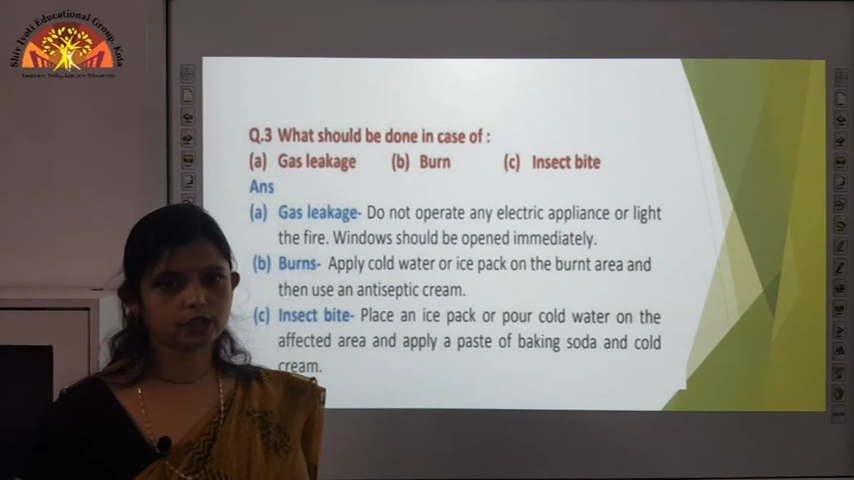 Shiv Jyoti Educational Group, Kota
Q.3 What should be done in case of :
(a) Gas leakage (b) Burn (c) Insect bite
Ans
(a) Gas leakage- Do not operate any electric appliance or light
the fire. Windows should be opened immediately.
(b) Burns- Apply cold water or ice pack on the burnt area and
then use an antiseptic cream.
(c) Insect bite- Place an ice pack or pour cold water on the
affected area and apply a paste of baking soda and cold
cream.